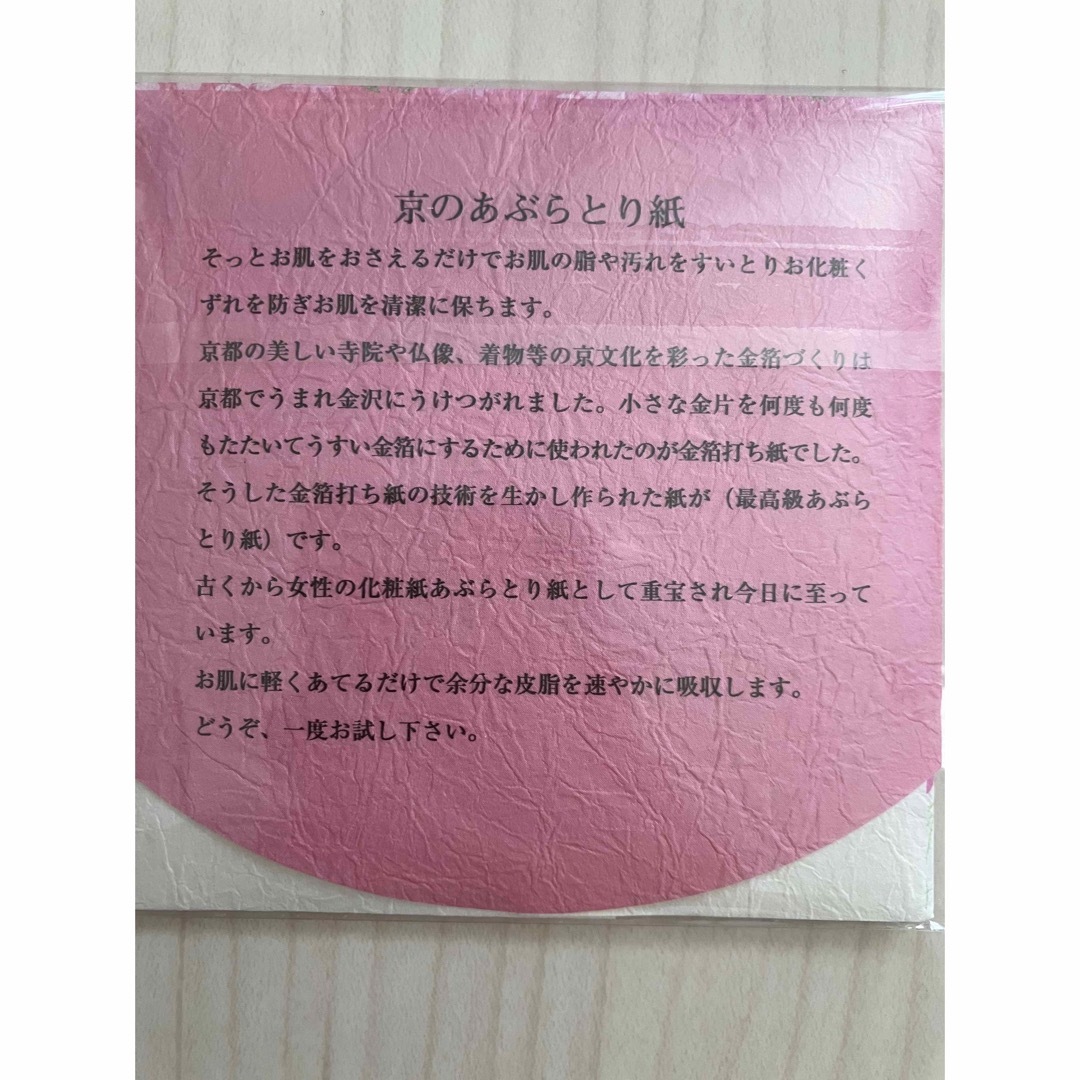 京のあぶらとり紙
そっとお肌をおさえるだけでお肌の脂や汚れをすいとりお化粧く
ずれを防ぎお肌を清潔に保ちます。
京都の美しい寺院や仏像、着物等の京文化を彩った金箔づくりは
京都でうまれ金沢にうけつがれました。小さな金片を何度も何度
もたたいてうすい金箔にするために使われたのが金箔打ち紙でした。
そうした金箔打ち紙の技術を生かし作られた紙が（最高級あぶら
とり紙）です。
古くから女性の化粧紙あぶらとり紙として重宝され今日に至って
います。
お肌に軽くあてるだけで余分な皮脂を速やかに吸収します。
どうぞ、一度お試し下さい。